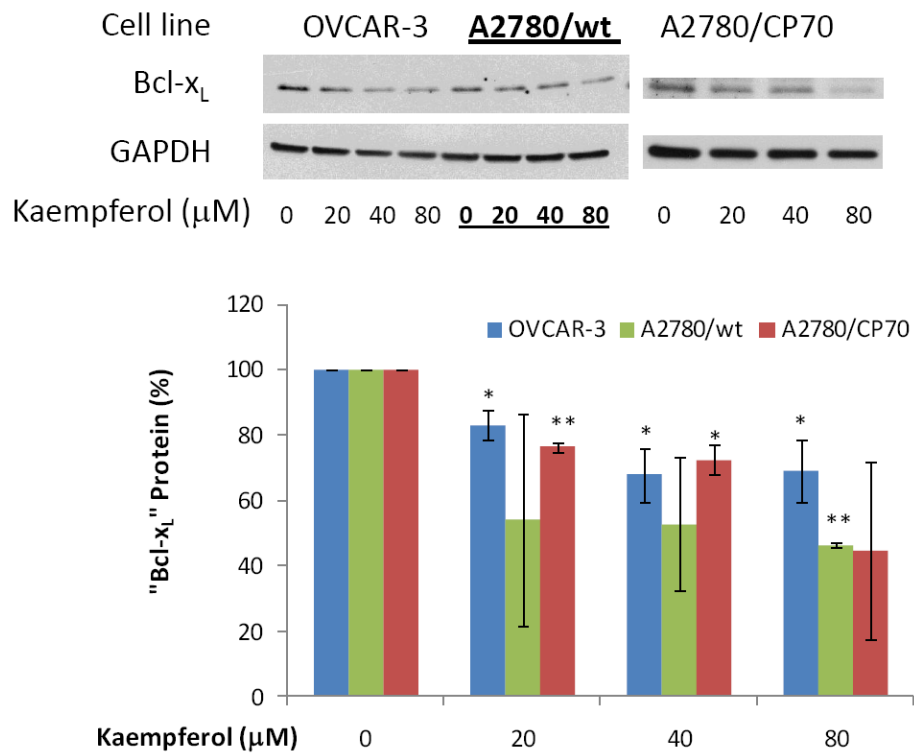 Cell line OVCAR-3 A2780/wt A2780/CP70
Bcl-xL
GAPDH
Kaempferol (μM) 0 20 40 80 0 20 40 80 0 20 40 80
120
OVCAR-3 A2780/wt A2780/CP70
100
80
60
40
20
0
"Bcl-xL" Protein (%)
* ** * * * **
Kaempferol (μM) 0 20 40 80